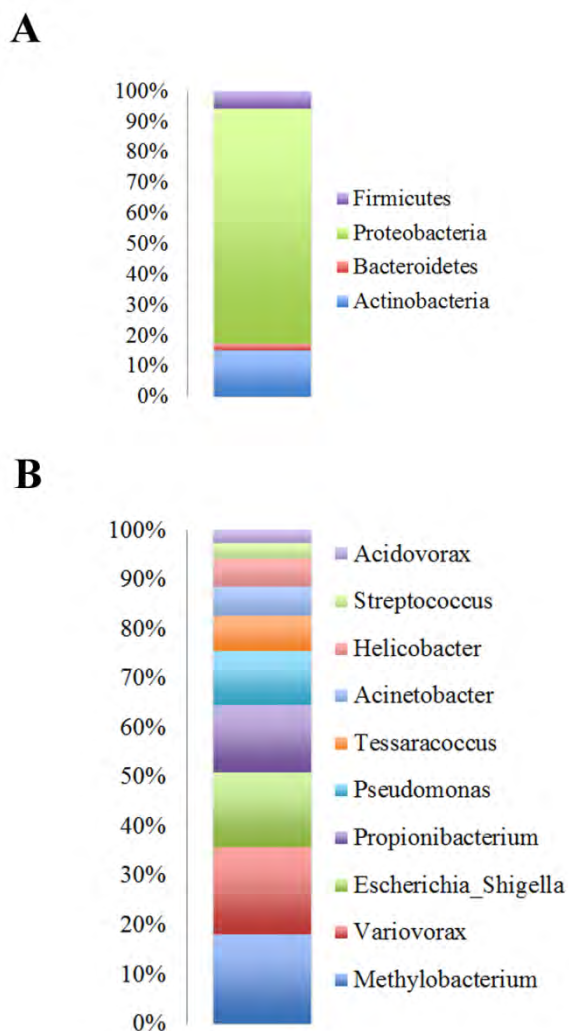 A
100%
90%
80%
70%
60%
50%
40%
30%
20%
10%
0%
Firmicutes
Proteobacteria
Bacteroidetes
Actinobacteria
B
100%
90%
80%
70%
60%
50%
40%
30%
20%
10%
0%
Acidovorax
Streptococcus
Helicobacter
Acinetobacter
Tessaracoccus
Pseudomonas
Propionibacterium
Escherichia_Shigella
Variovorax
Methylobacterium